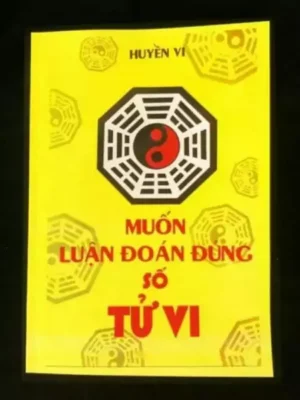 HUYỀN VI
MUỐN
LUẬN ĐOÁN ĐÚNG
SỐ
TỬ VI